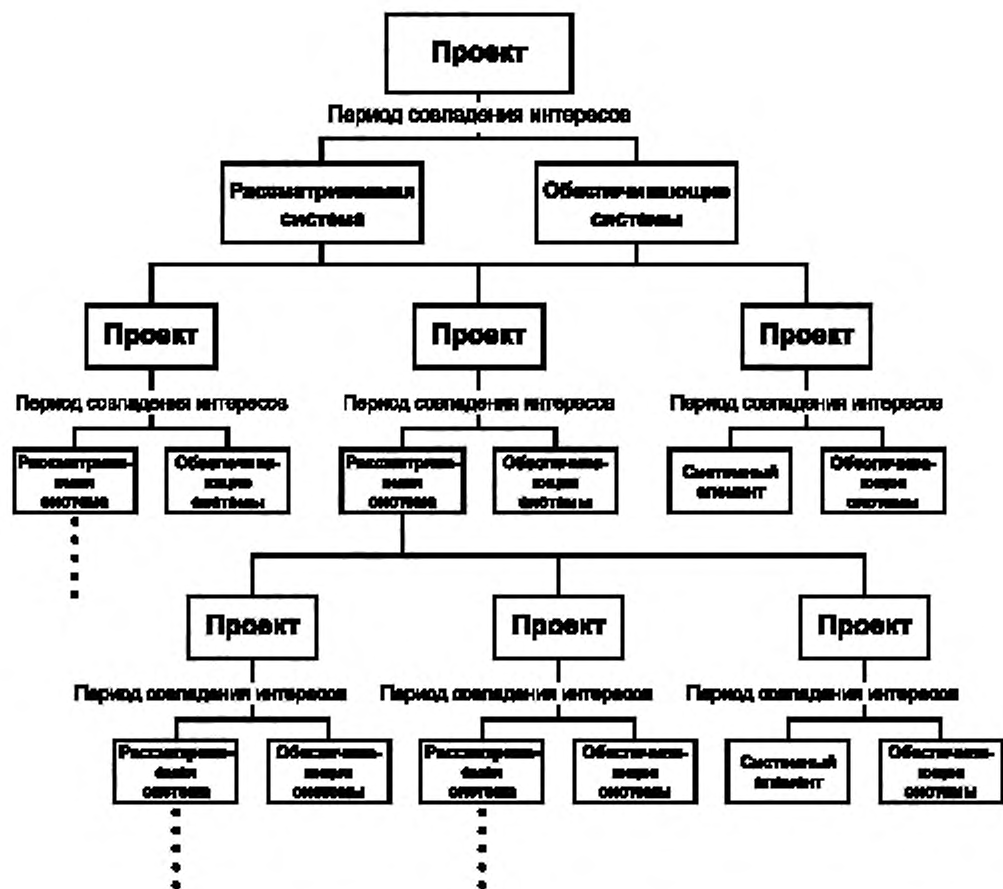 Проект
Период совпадения интересов
Рассматриваемая
система
Обеспечивающие
системы
Проект
Проект
Проект
Период совпадения интересов
Период совпадения интересов
Период совпадения интересов
Рассматрива-
емая
система
Обеспечива-
ющие
системы
Рассматрива-
емая
система
Обеспечива-
ющие
системы
Системный
элемент
Обеспечива-
ющие
системы
Проект
Проект
Проект
Период совпадения интересов
Период совпадения интересов
Период совпадения интересов
Рассматрива-
емая
система
Обеспечива-
ющие
системы
Рассматрива-
емая
система
Обеспечива-
ющие
системы
Системный
элемент
Обеспечива-
ющие
системы